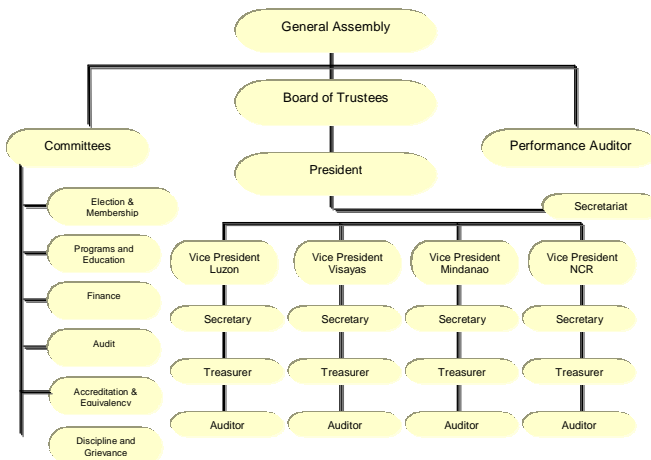 General Assembly
Board of Trustees
Committees
Performance Auditor
President
Election &
Membership
Secretariat
Programs and
Education
Vice President
Luzon
Vice President
Visayas
Vice President
Mindanao
Vice President
NCR
Finance
Secretary
Secretary
Secretary
Secretary
Audit
Treasurer
Treasurer
Treasurer
Treasurer
Accreditation &
Equivalency
Auditor
Auditor
Auditor
Auditor
Discipline and
Grievance